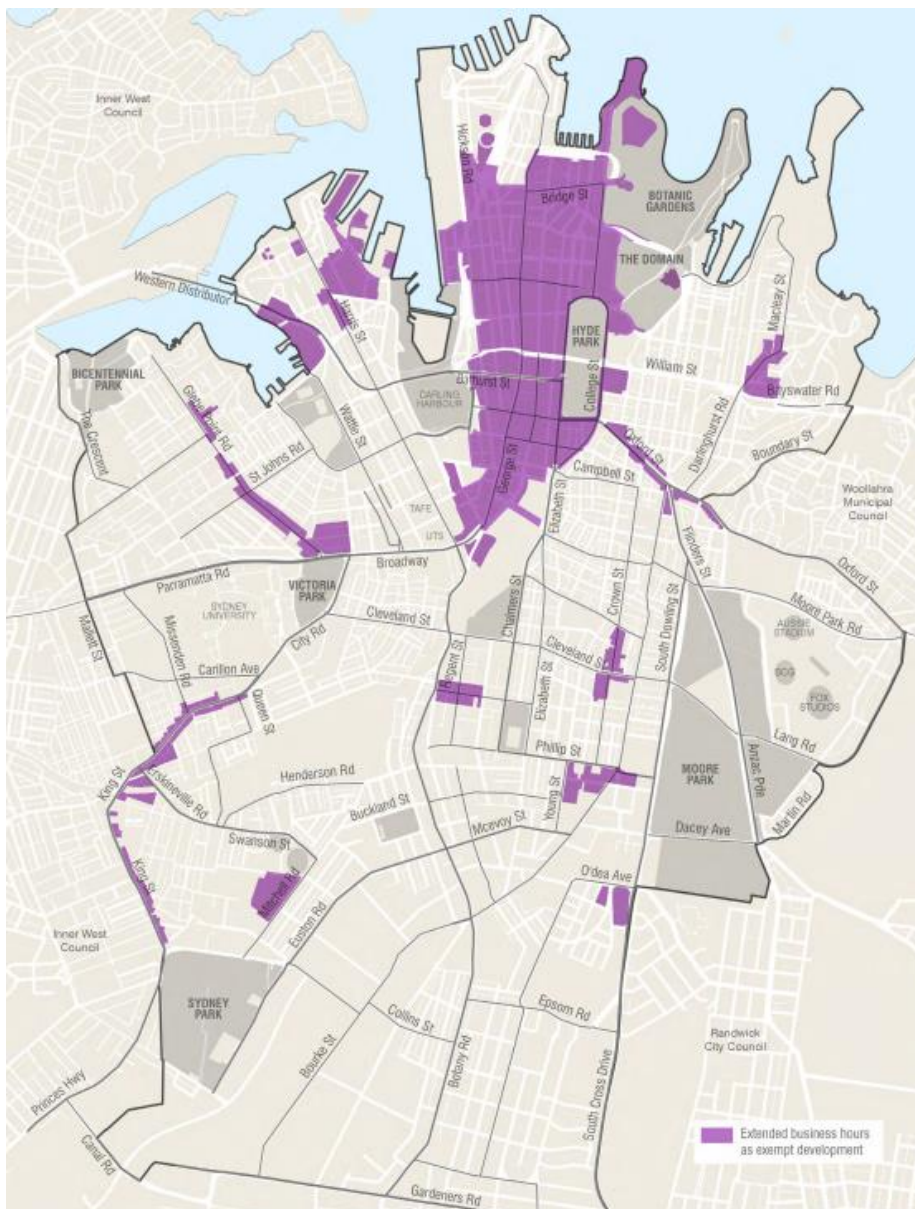 Inner West
Council
Hickson Rd
Bridge St
BOTANIC
GARDENS
THE DOMAIN
Western Distributor
Harris St
Macleay St
HYDE
PARK
William St
College St
BICENTENNIAL
PARK
Bathurst St
Bayswater Rd
DARLING
HARBOUR
Glebe Point Rd
The Crescent
Wattle St
Darlinghurst Rd
Boundary St
Oxford St
St Johns Rd
George St
Campbell St
Elizabeth St
Woollahra
Municipal
Council
TAFE
UTS
Flinders St
Broadway
Parramatta Rd
VICTORIA
PARK
Oxford St
Chalmers St
Crown St
South Dowling St
Moore Park Rd
SYDNEY
UNIVERSITY
City Rd
Cleveland St
AUSSIE
STADIUM
Mallett St
Missenden Rd
Carillon Ave
Cleveland St
SCG
FOX
STUDIOS
Regent St
Elizabeth St
Queen St
Lang Rd
Phillip St
Anzac Pde
King St
Erskineville Rd
Henderson Rd
MOORE
PARK
Martin Rd
Buckland St
Young St
Mcevoy St
Dacey Ave
Swanson St
King St
Mitchell Rd
O'dea Ave
Euston Rd
Inner West
Council
SYDNEY
PARK
Collins St
Epsom Rd
Bourke St
Botany Rd
Randwick
City Council
South Cross Drive
Princes Hwy
Canal Rd
Extended business hours
as exempt development
Gardeners Rd